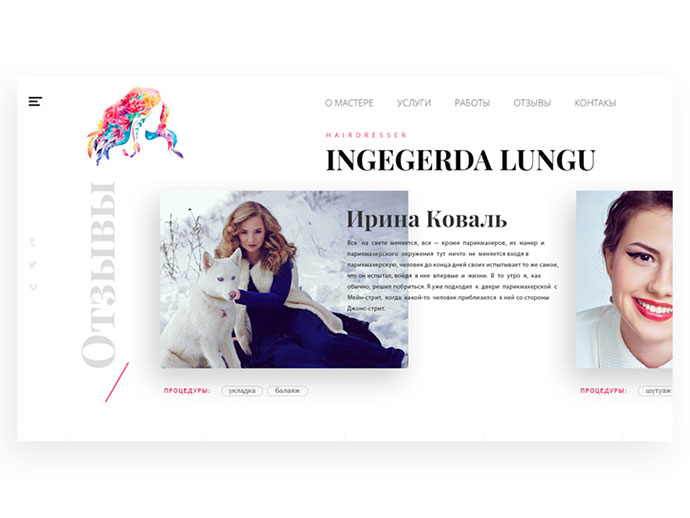 О МАСТЕРЕ УСЛУГИ РАБОТЫ ОТЗЫВЫ КОНТАКЫ
HAIRDRESSER
INGEGERDA LUNGU
Отзывы
Ирина Коваль
Все на свете меняется, все — кроме парикмахеров, их манер и
парикмахерского окружения тут ничто не меняется входя в
парикмахерскую, человек до конца дней своих испытывает то же самое,
что он испытал, войдя в нее впервые и жизни. В то утро я, как
обычно, решил побриться. Я уже подходил к двери парикмахерской с
Мейн-стрит, когда какой-то человек приблизился к ней со стороны
Джонс-стрит.
ПРОЦЕДУРЫ: укладка балаяж
ПРОЦЕДУРЫ: шутуаж